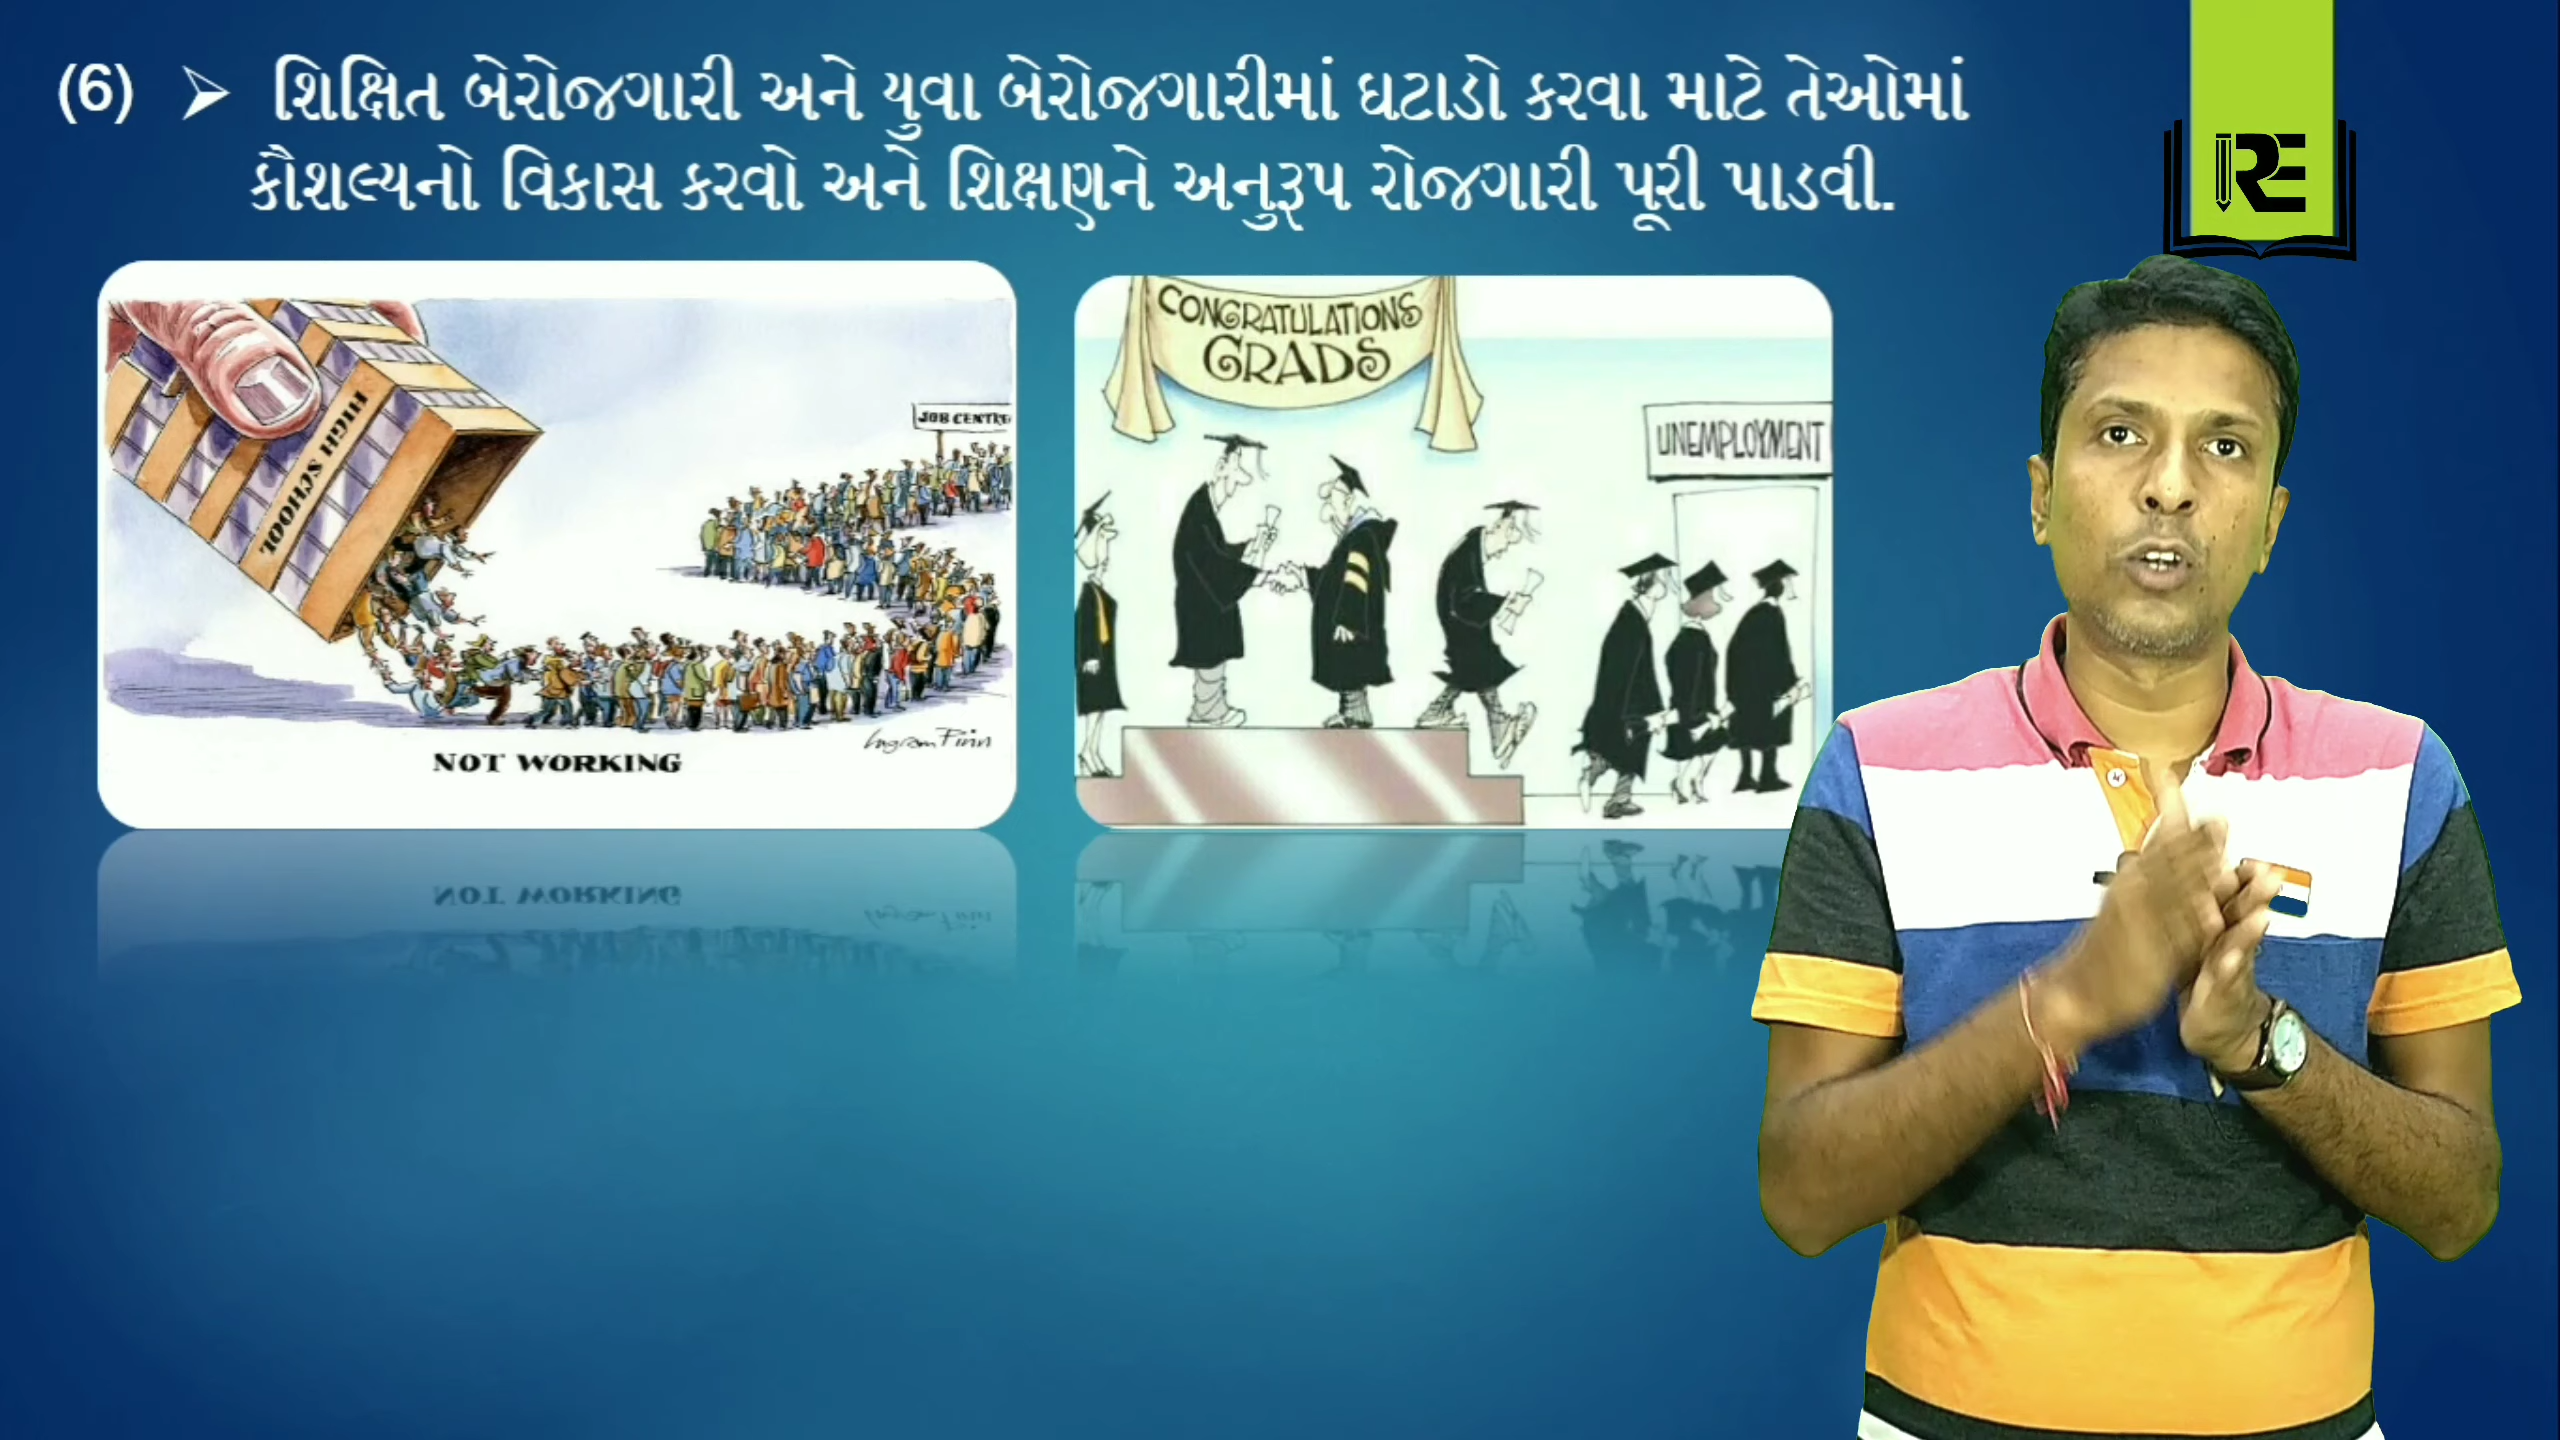 (6) ➢ શિક્ષિત બેરોજગારી અને યુવા બેરોજગારીમાં ઘટાડો કરવા માટે તેઓમાં
કૌશલ્યનો વિકાસ કરવો અને શિક્ષણને અનુરૂપ રોજગારી પૂરી પાડવી.
RE
HIGH SCHOOL
JOB CENTRE
Ingram Pinn
NOT WORKING
CONGRATULATIONS
GRADS
UNEMPLOYMENT